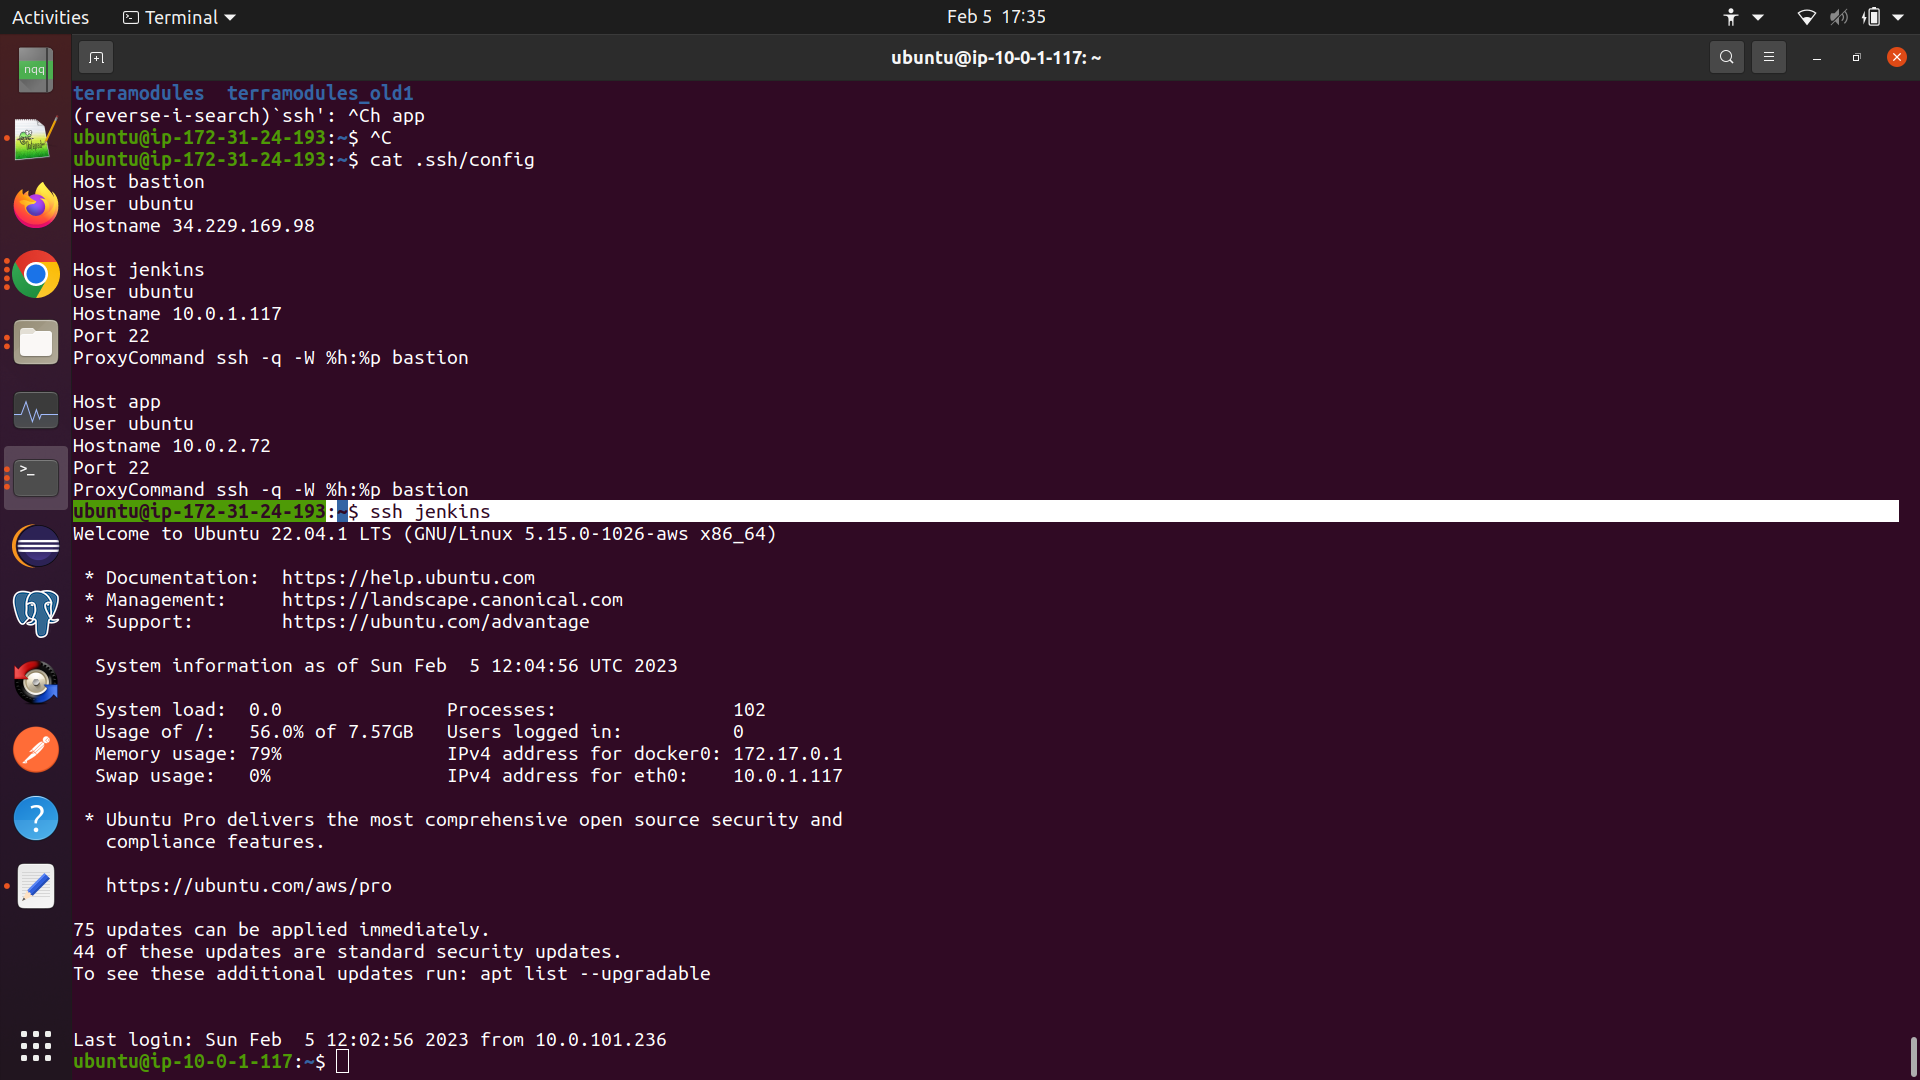 Activities Terminal Feb 5 17:35
ubuntu@ip-10-0-1-117: ~
nqq
terramodules  terramodules_old1
(reverse-i-search)`ssh': ^Ch app
ubuntu@ip-172-31-24-193:~$ ^C
ubuntu@ip-172-31-24-193:~$ cat .ssh/config
Host bastion
User ubuntu
Hostname 34.229.169.98

Host jenkins
User ubuntu
Hostname 10.0.1.117
Port 22
ProxyCommand ssh -q -W %h:%p bastion

Host app
User ubuntu
Hostname 10.0.2.72
Port 22
ProxyCommand ssh -q -W %h:%p bastion
ubuntu@ip-172-31-24-193:~$ ssh jenkins
Welcome to Ubuntu 22.04.1 LTS (GNU/Linux 5.15.0-1026-aws x86_64)

 * Documentation:  https://help.ubuntu.com
 * Management:     https://landscape.canonical.com
 * Support:        https://ubuntu.com/advantage

  System information as of Sun Feb  5 12:04:56 UTC 2023

  System load:  0.0               Processes:                102
  Usage of /:   56.0% of 7.57GB   Users logged in:          0
  Memory usage: 79%               IPv4 address for docker0: 172.17.0.1
  Swap usage:   0%                IPv4 address for eth0:    10.0.1.117

 * Ubuntu Pro delivers the most comprehensive open source security and
   compliance features.

   https://ubuntu.com/aws/pro

75 updates can be applied immediately.
44 of these updates are standard security updates.
To see these additional updates run: apt list --upgradable


Last login: Sun Feb  5 12:02:56 2023 from 10.0.101.236
ubuntu@ip-10-0-1-117:~$